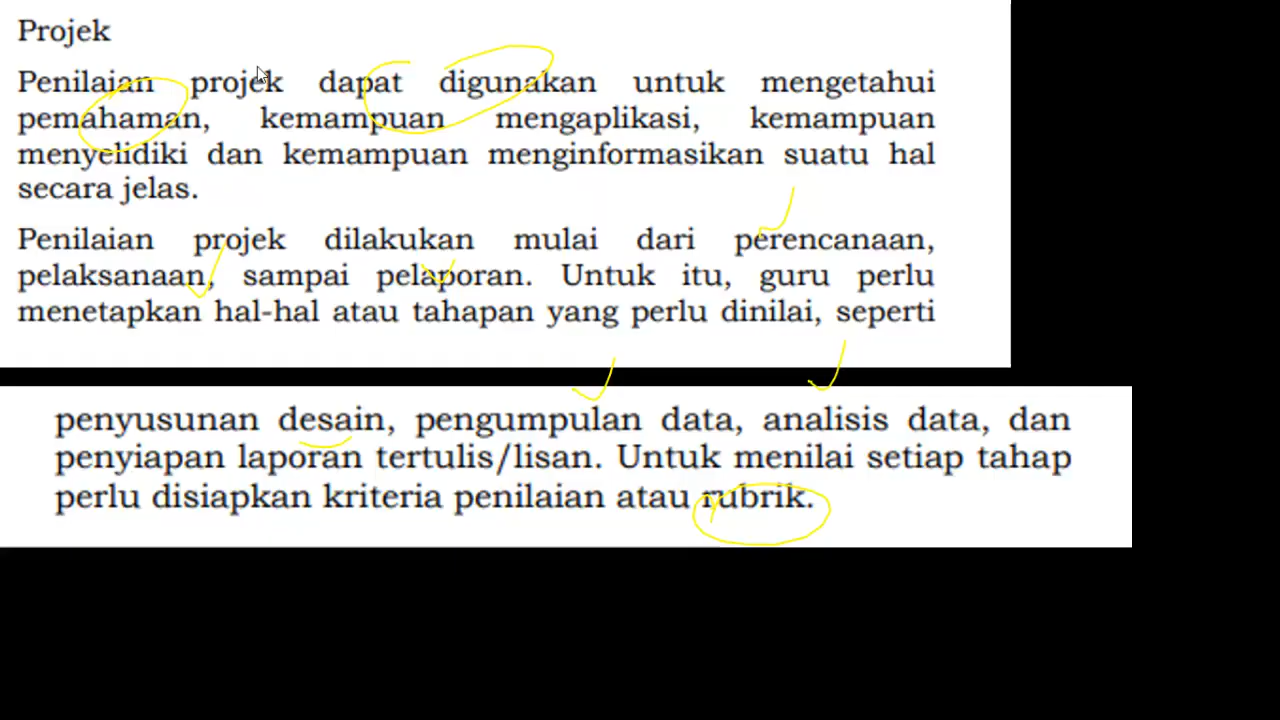 Projek
Penilaian projek dapat digunakan untuk mengetahui
pemahaman, kemampuan mengaplikasi, kemampuan
menyelidiki dan kemampuan menginformasikan suatu hal
secara jelas.
Penilaian projek dilakukan mulai dari perencanaan,
pelaksanaan, sampai pelaporan. Untuk itu, guru perlu
menetapkan hal-hal atau tahapan yang perlu dinilai, seperti
penyusunan desain, pengumpulan data, analisis data, dan
penyiapan laporan tertulis/lisan. Untuk menilai setiap tahap
perlu disiapkan kriteria penilaian atau rubrik.